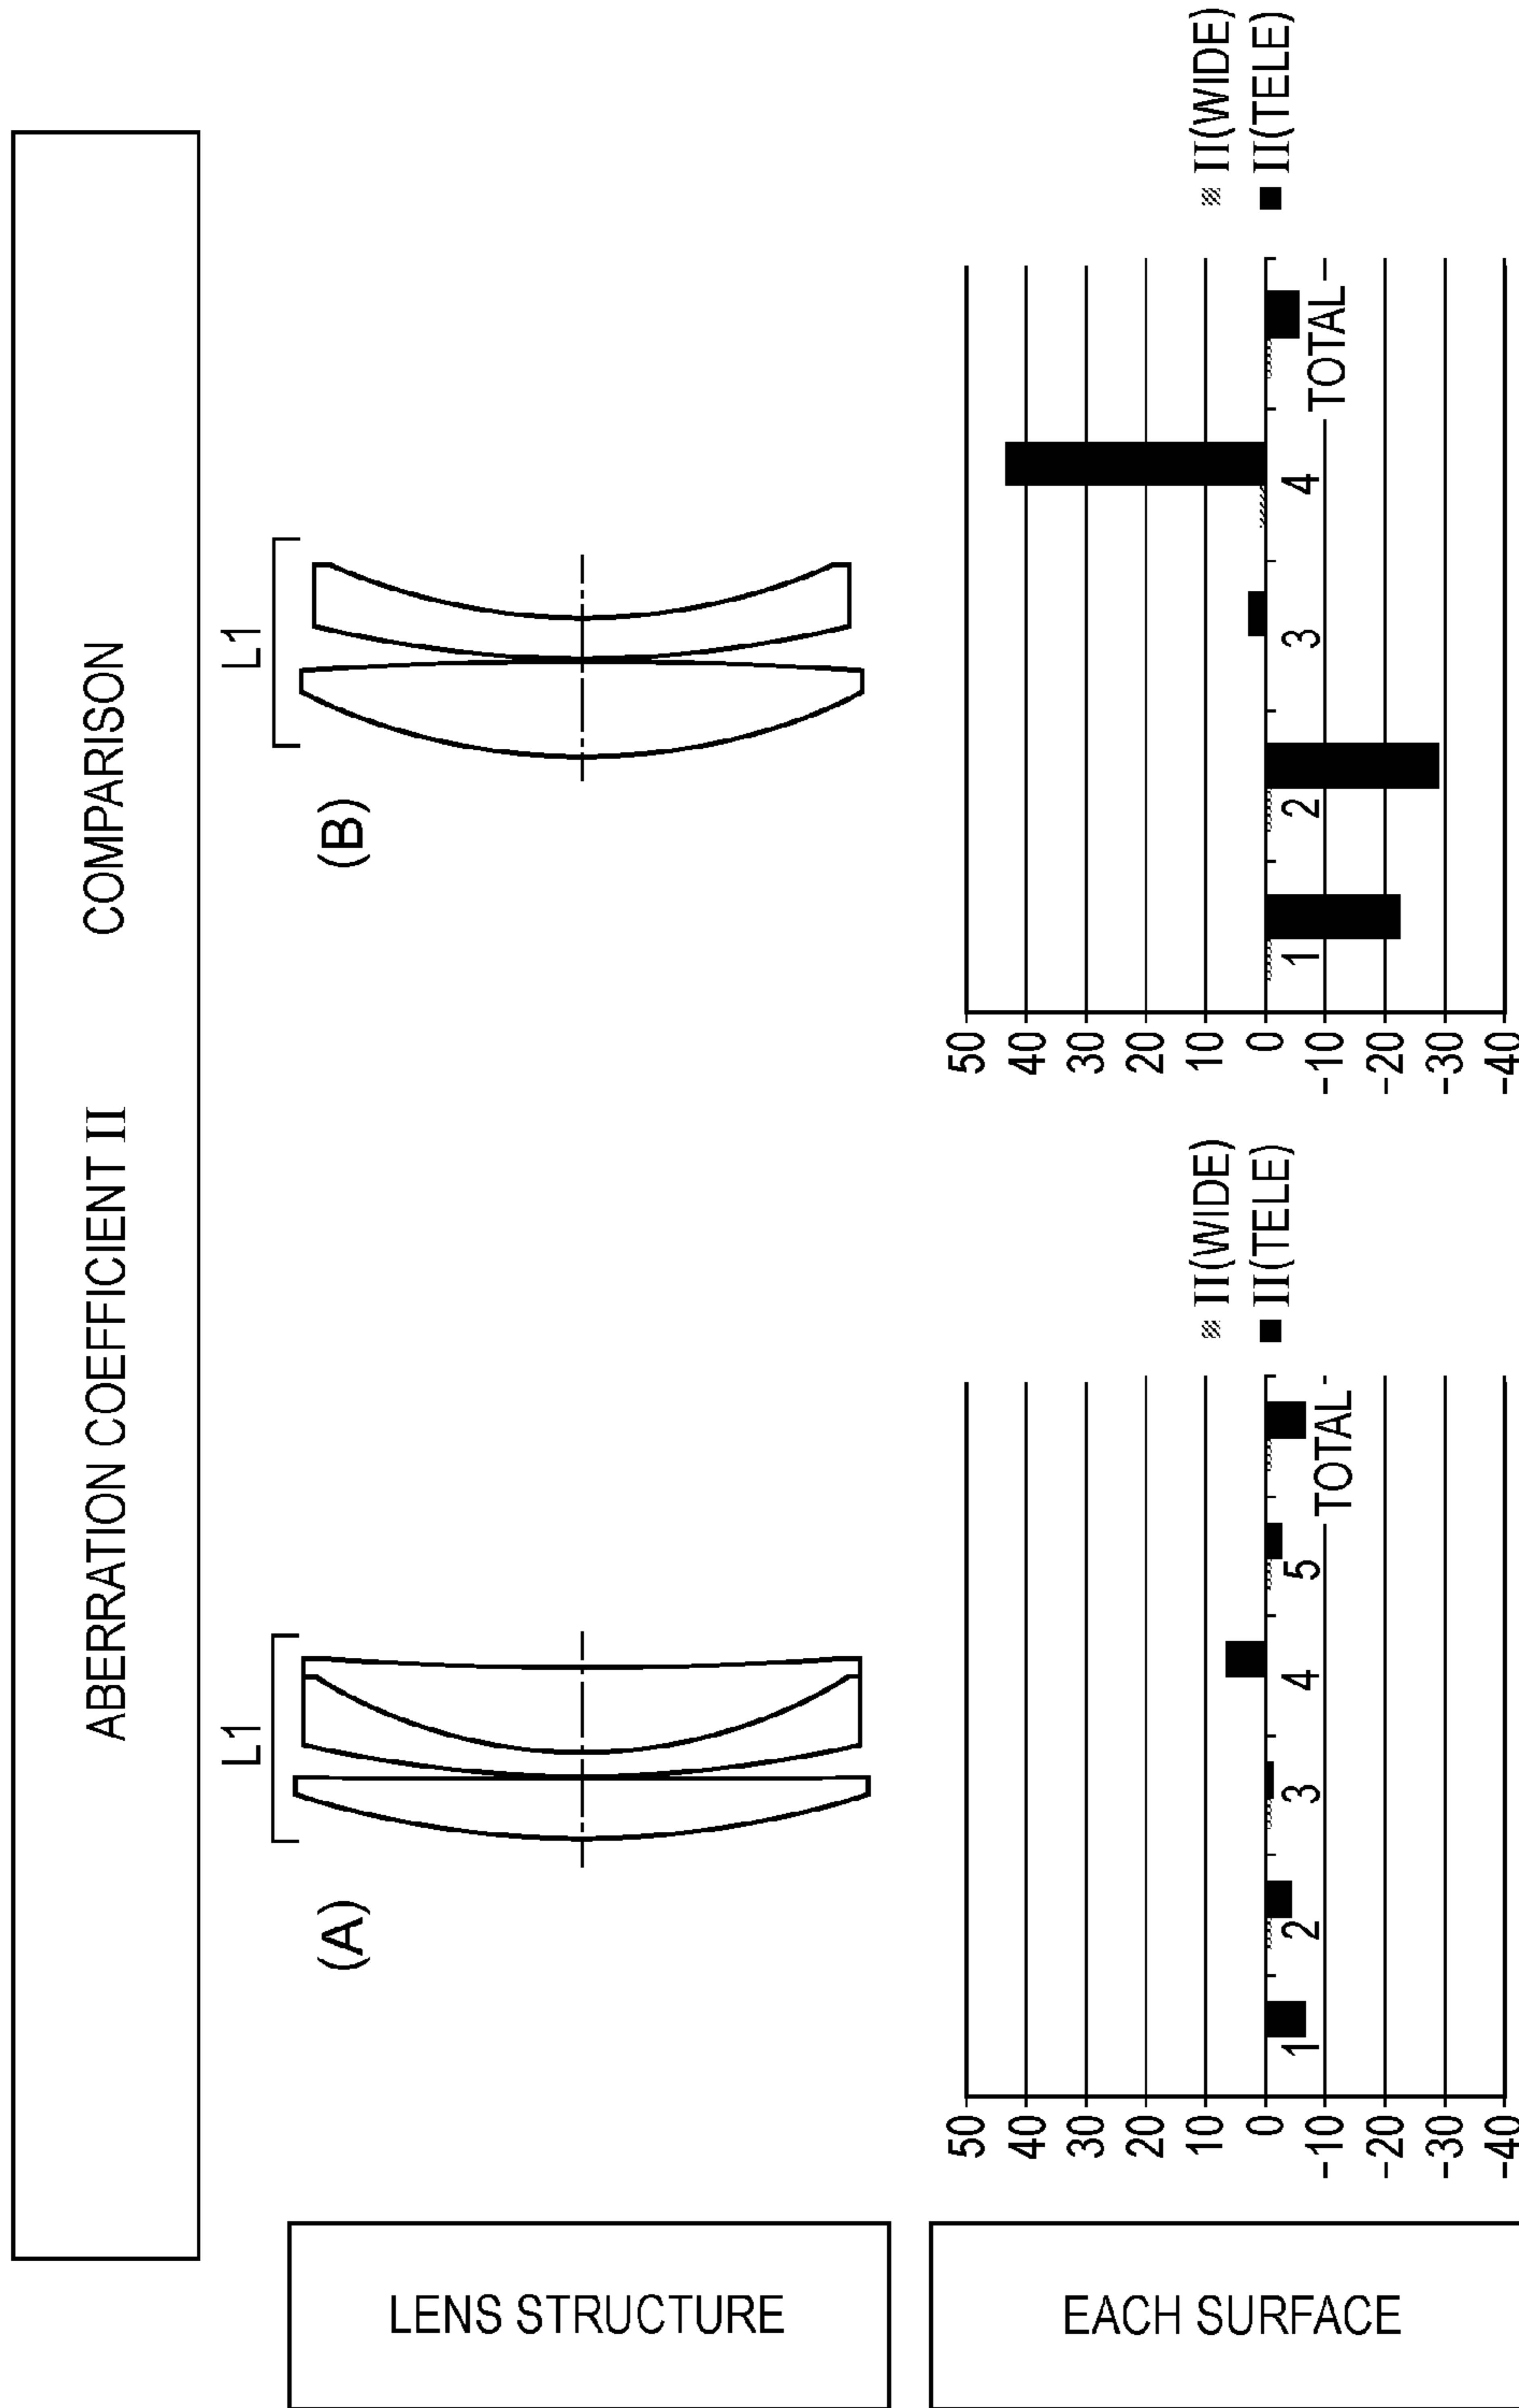 ABERRATION COEFFICIENT II COMPARISON
LENS STRUCTURE
(A)
L1
(B)
L1
EACH SURFACE
50
40
30
20
10
0
-10
-20
-30
-40
1
2
3
4
5
TOTAL
II(WIDE)
II(TELE)
50
40
30
20
10
0
-10
-20
-30
-40
1
2
3
4
TOTAL
II(WIDE)
II(TELE)